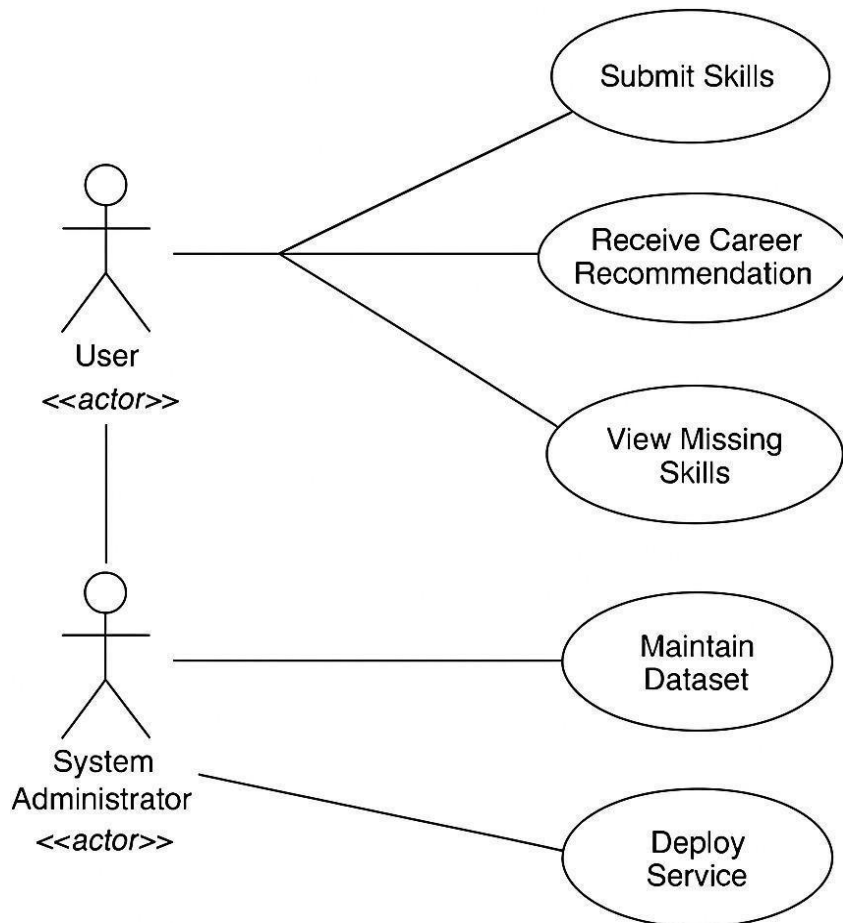 Submit Skills
Receive Career
Recommendation
User
<<actor>>
View Missing
Skills
Maintain
Dataset
System
Administrator
<<actor>>
Deploy
Service